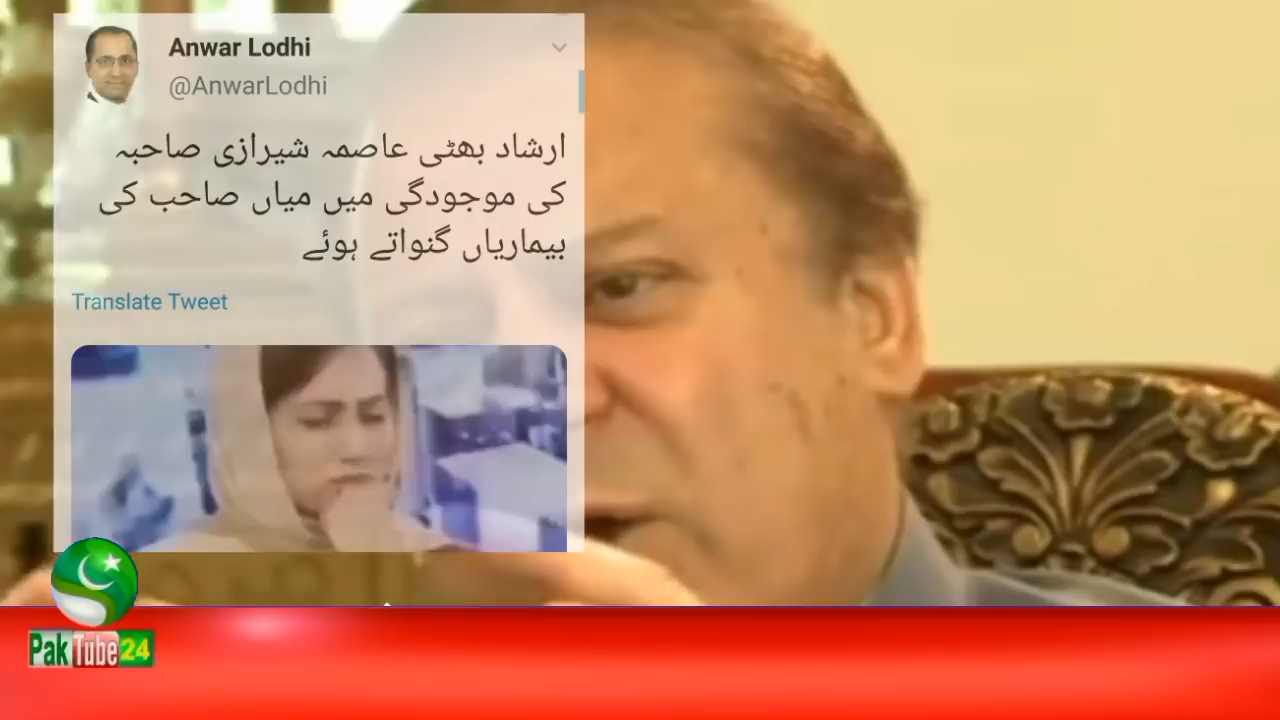 Anwar Lodhi
@AnwarLodhi
ارشاد بھٹی عاصمہ شیرازی صاحبہ
کی موجودگی میں میاں صاحب کی
بیماریاں گنواتے ہوئے
Translate Tweet
PakTube24